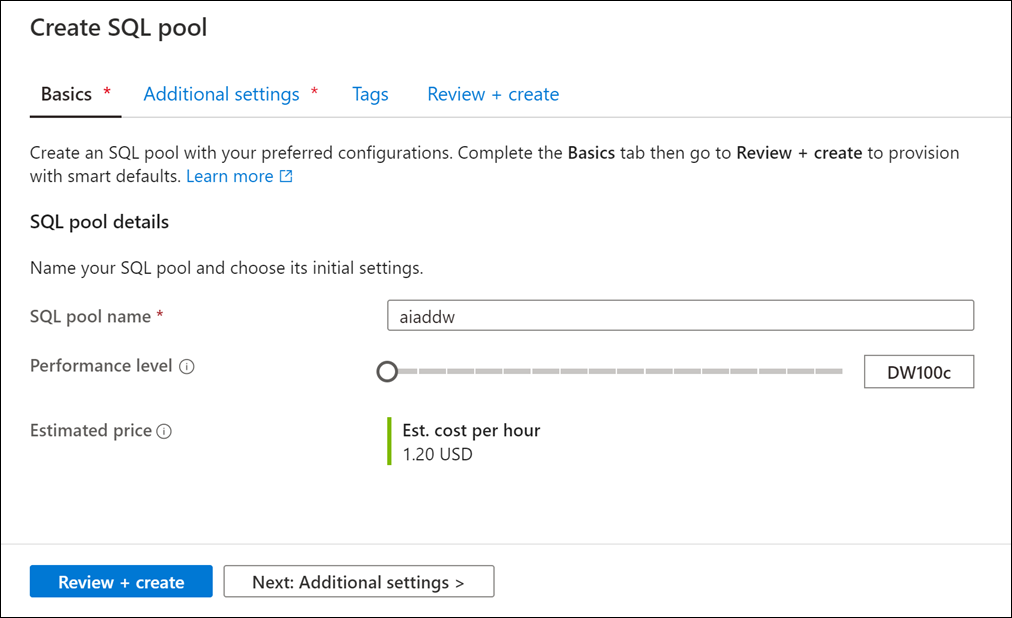 Create SQL pool
Basics * Additional settings * Tags Review + create
Create an SQL pool with your preferred configurations. Complete the Basics tab then go to Review + create to provision
with smart defaults. Learn more
SQL pool details
Name your SQL pool and choose its initial settings.
SQL pool name * aiaddw
Performance level DW100c
Estimated price Est. cost per hour
1.20 USD
Review + create Next: Additional settings >